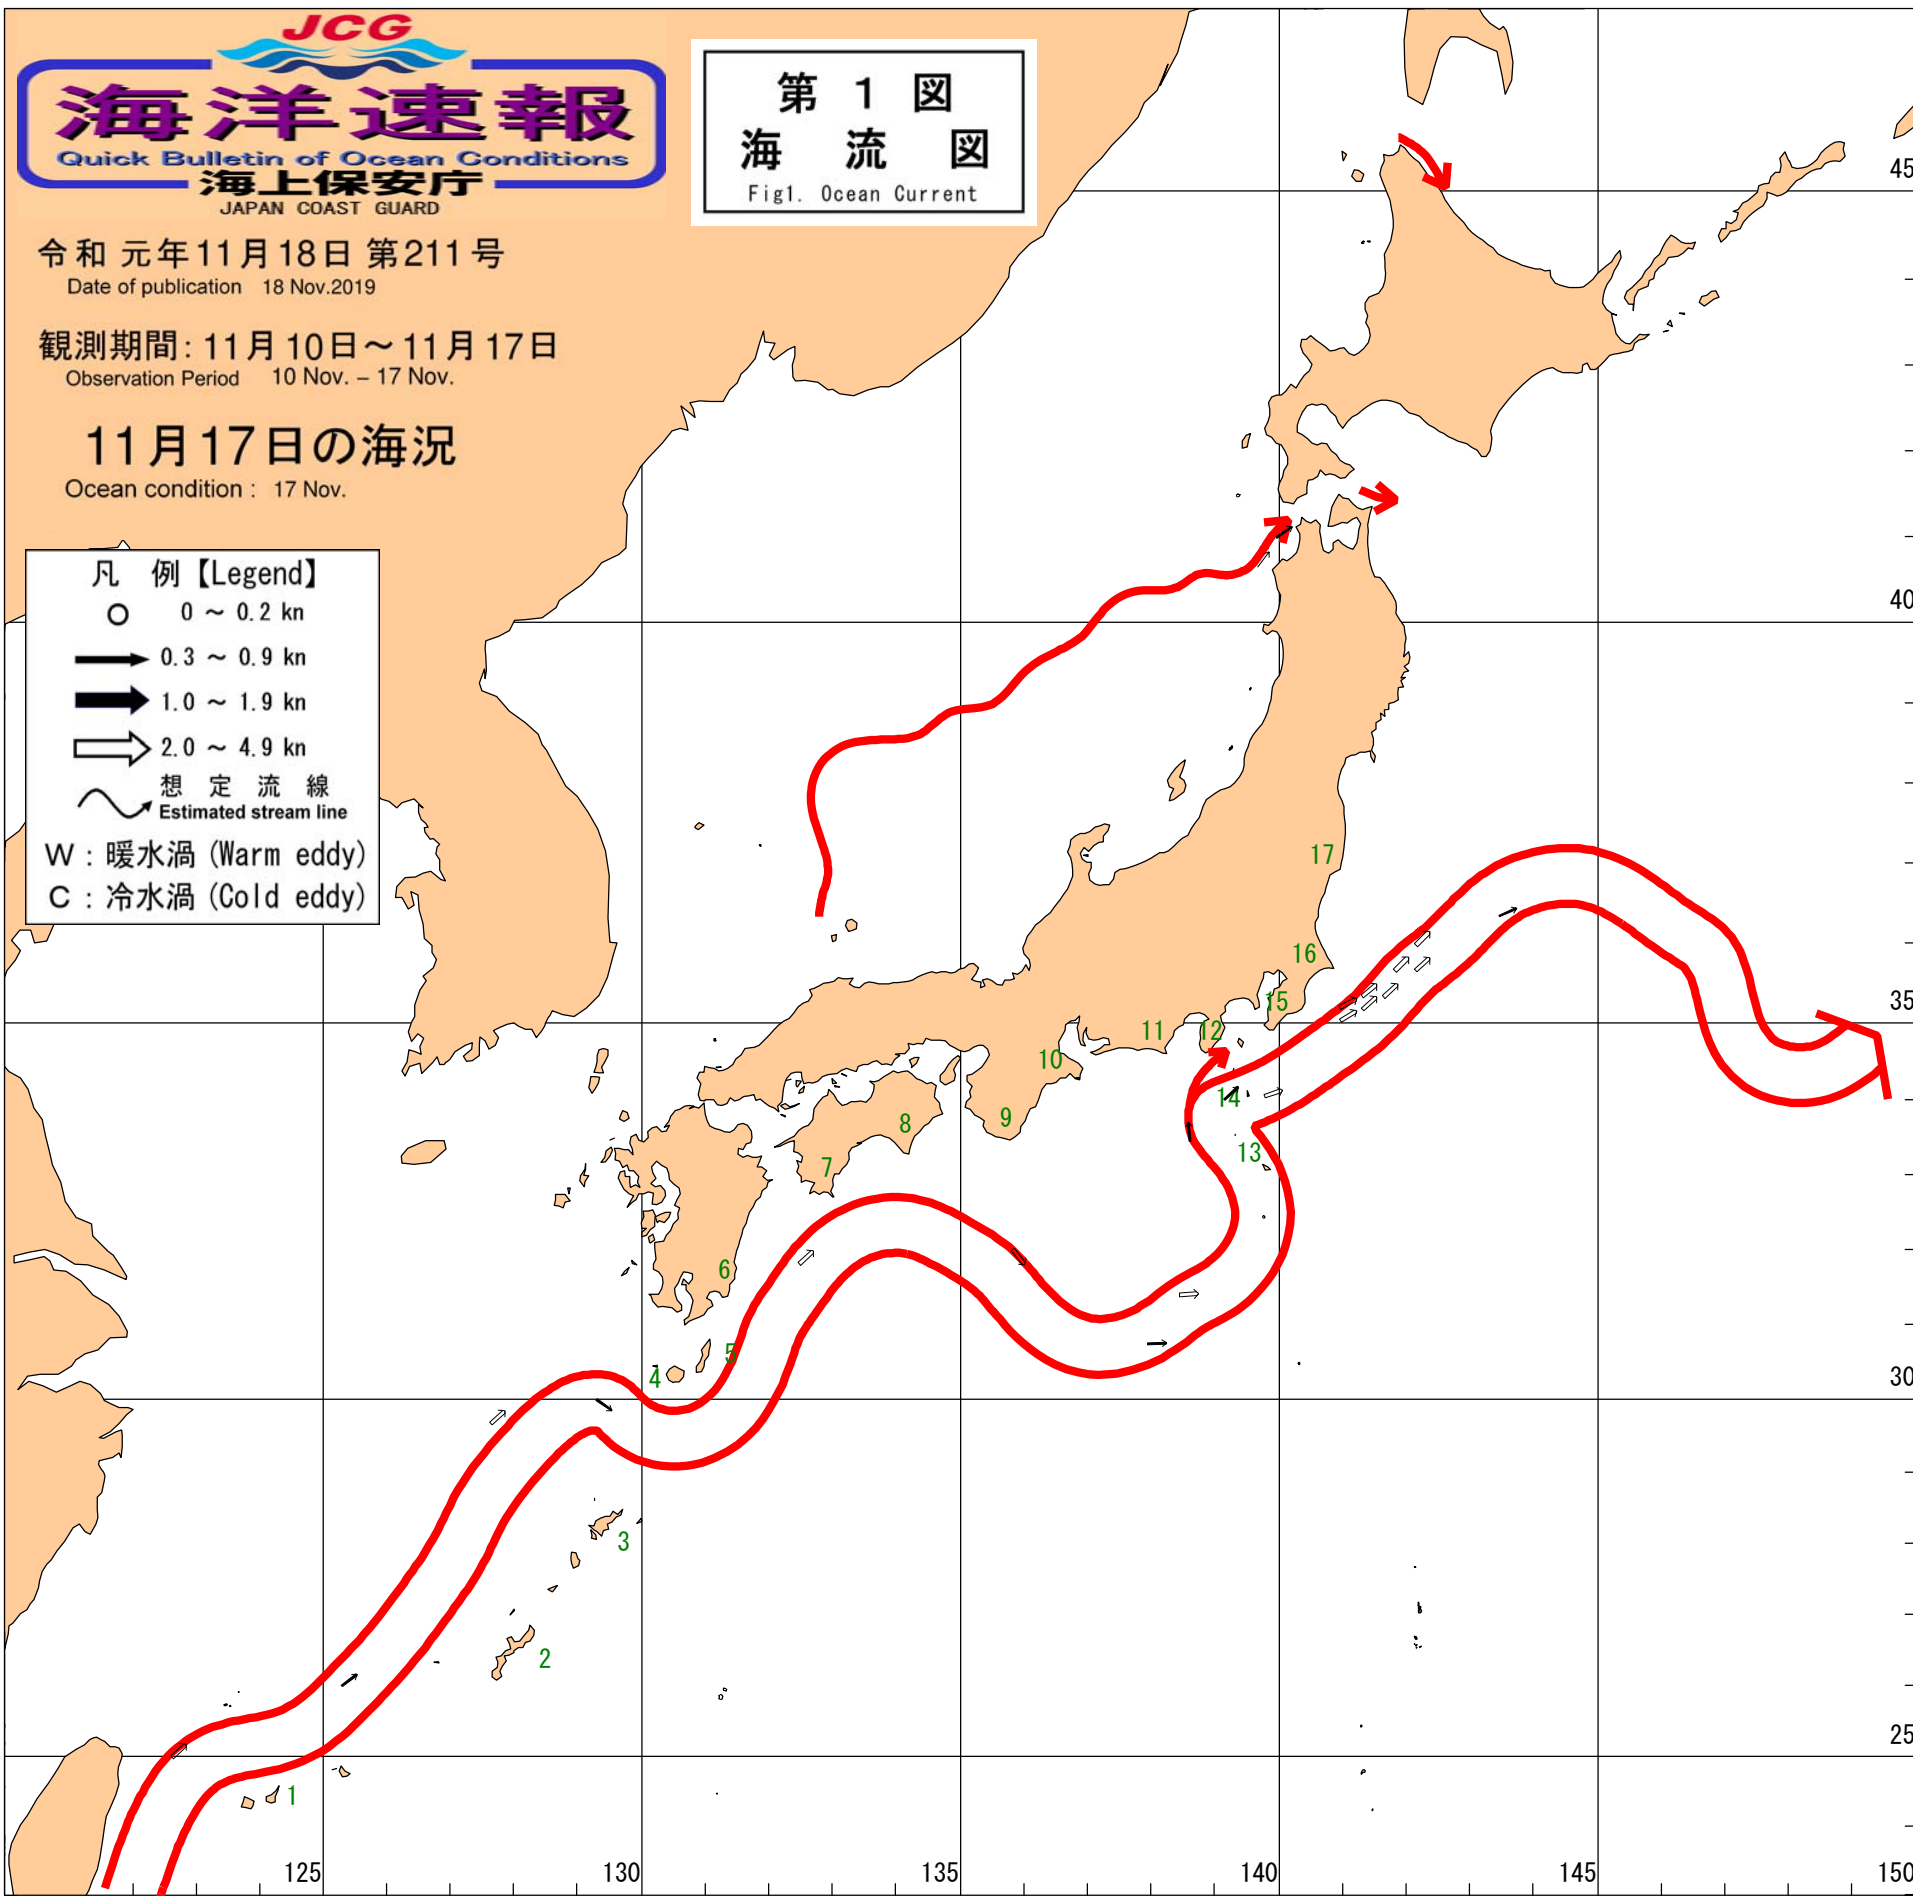 JCG
海洋速報
Quick Bulletin of Ocean Conditions
海上保安庁
JAPAN COAST GUARD
第 1 図
海 流 図
Fig1. Ocean Current
令和 元年11月18日 第211号
Date of publication 18 Nov.2019
観測期間: 11月10日～11月17日
Observation Period 10 Nov. – 17 Nov.
11月17日の海況
Ocean condition : 17 Nov.
凡 例【Legend】
0 ～ 0.2 kn
0.3 ～ 0.9 kn
1.0 ～ 1.9 kn
2.0 ～ 4.9 kn
想 定 流 線
Estimated stream line
W : 暖水渦 (Warm eddy)
C : 冷水渦 (Cold eddy)
45
40
35
30
25
17
16
15
12
11
10
14
9
8
13
7
6
5
4
3
2
1
125
130
135
140
145
150